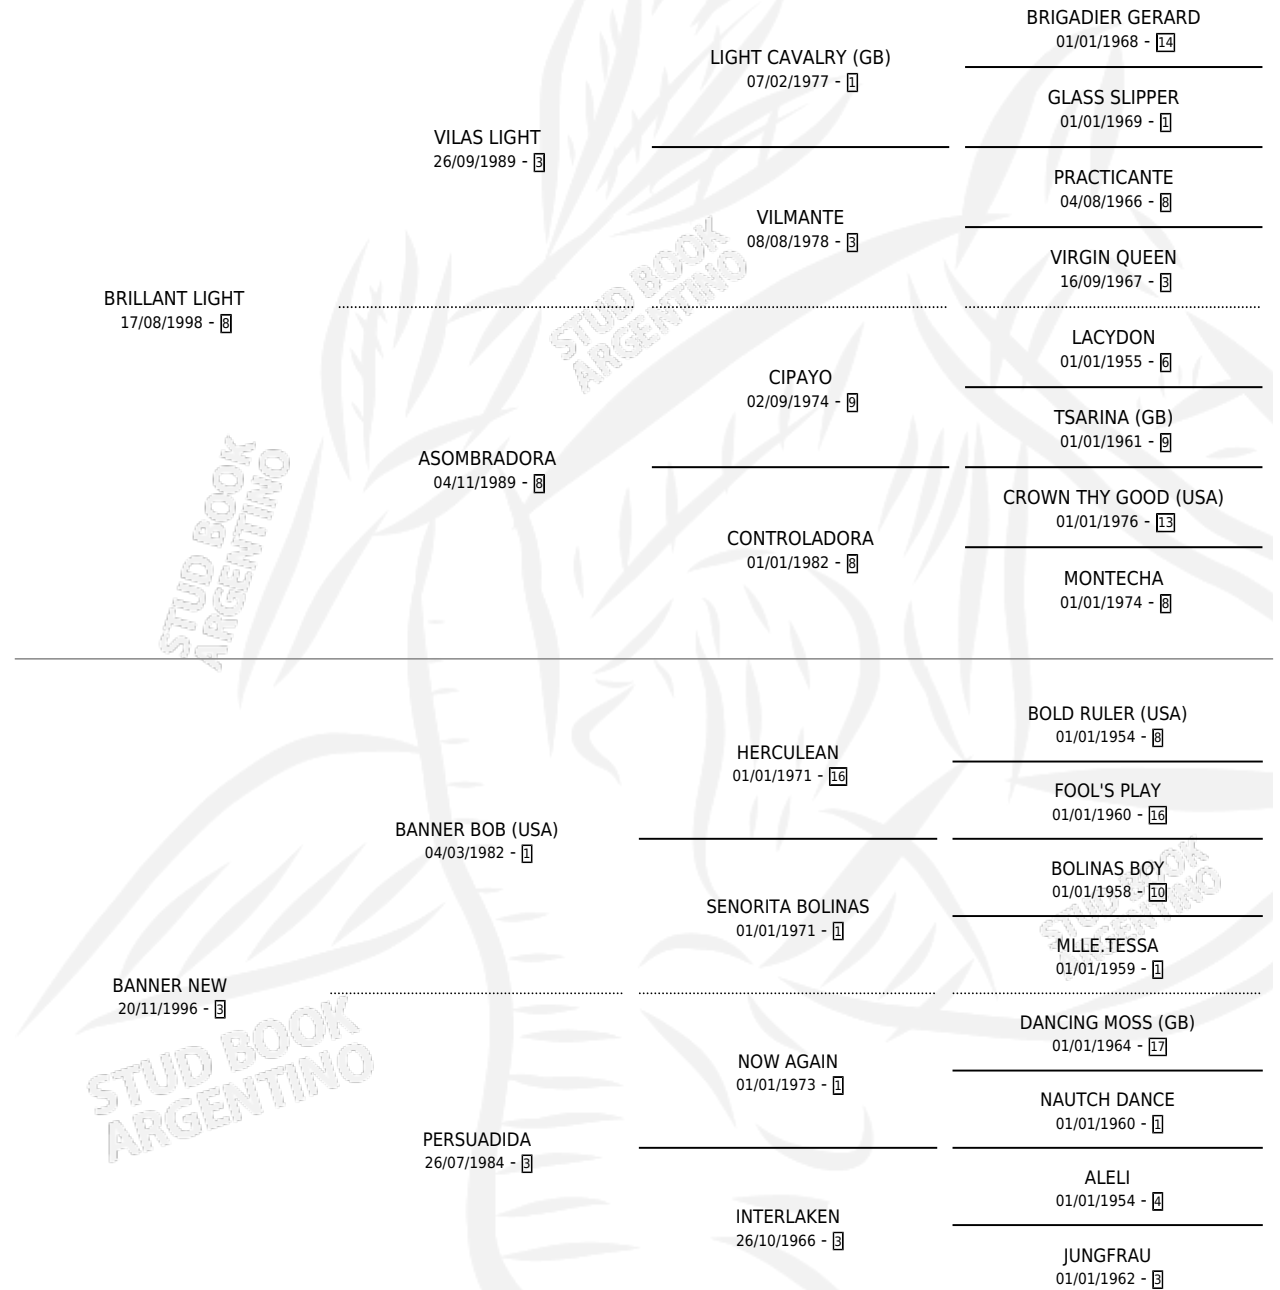 BRIGADIER GERARD
01/01/1968 - 14
LIGHT CAVALRY (GB)
07/02/1977 - 1
GLASS SLIPPER
01/01/1969 - 1
VILAS LIGHT
26/09/1989 - 3
PRACTICANTE
04/08/1966 - 8
VILMANTE
08/08/1978 - 3
VIRGIN QUEEN
16/09/1967 - 3
BRILLANT LIGHT
17/08/1998 - 8
STUD BOOK
ARGENTINO
LACYDON
01/01/1955 - 6
CIPAYO
02/09/1974 - 9
TSARINA (GB)
01/01/1961 - 9
ASOMBRADORA
04/11/1989 - 8
STUD BOOK
ARGENTINO
CROWN THY GOOD (USA)
01/01/1976 - 13
CONTROLADORA
01/01/1982 - 8
MONTECHA
01/01/1974 - 8
BOLD RULER (USA)
01/01/1954 - 8
HERCULEAN
01/01/1971 - 16
FOOL'S PLAY
01/01/1960 - 16
BANNER BOB (USA)
04/03/1982 - 1
BOLINAS BOY
01/01/1958 - 10
SENORITA BOLINAS
01/01/1971 - 1
STUD BOOK
ARGENTINO
MLLE.TESSA
01/01/1959 - 1
BANNER NEW
20/11/1996 - 3
STUD BOOK
ARGENTINO
DANCING MOSS (GB)
01/01/1964 - 17
NOW AGAIN
01/01/1973 - 1
NAUTCH DANCE
01/01/1960 - 1
PERSUADIDA
26/07/1984 - 3
ALELI
01/01/1954 - 4
INTERLAKEN
26/10/1966 - 3
JUNGFRAU
01/01/1962 - 3